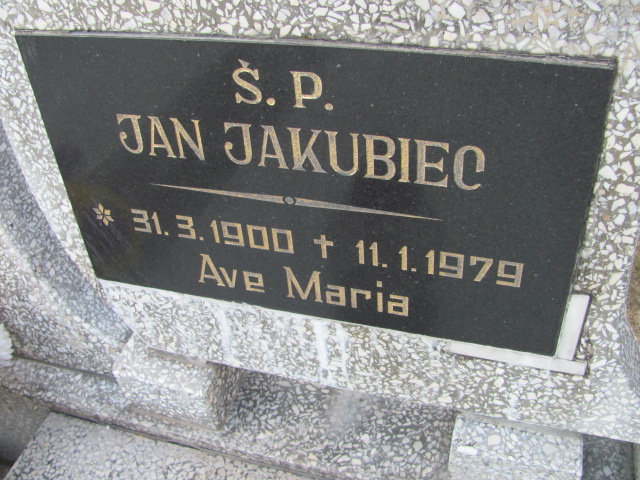 Š. P.
JAN JAKUBIEC
* 31. 3. 1900 † 11. 1. 1979
Ave Maria